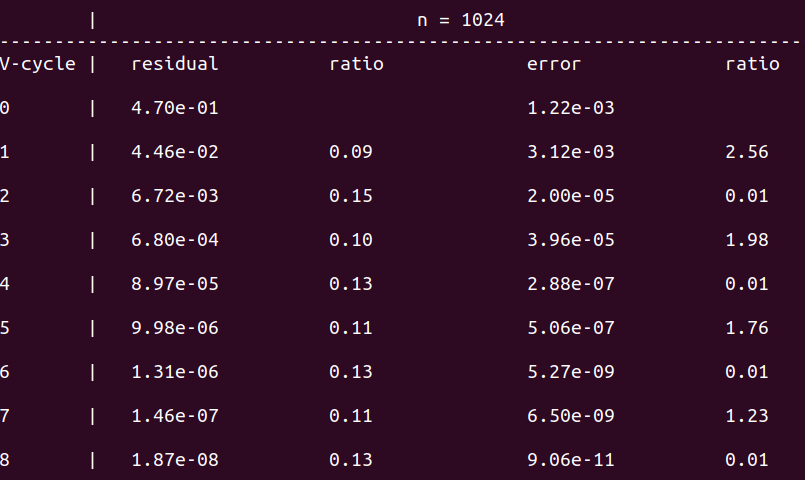 | n = 1024
-------------------------------------------------------------------------
V-cycle | residual ratio error ratio
0 | 4.70e-01 1.22e-03
1 | 4.46e-02 0.09 3.12e-03 2.56
2 | 6.72e-03 0.15 2.00e-05 0.01
3 | 6.80e-04 0.10 3.96e-05 1.98
4 | 8.97e-05 0.13 2.88e-07 0.01
5 | 9.98e-06 0.11 5.06e-07 1.76
6 | 1.31e-06 0.13 5.27e-09 0.01
7 | 1.46e-07 0.11 6.50e-09 1.23
8 | 1.87e-08 0.13 9.06e-11 0.01